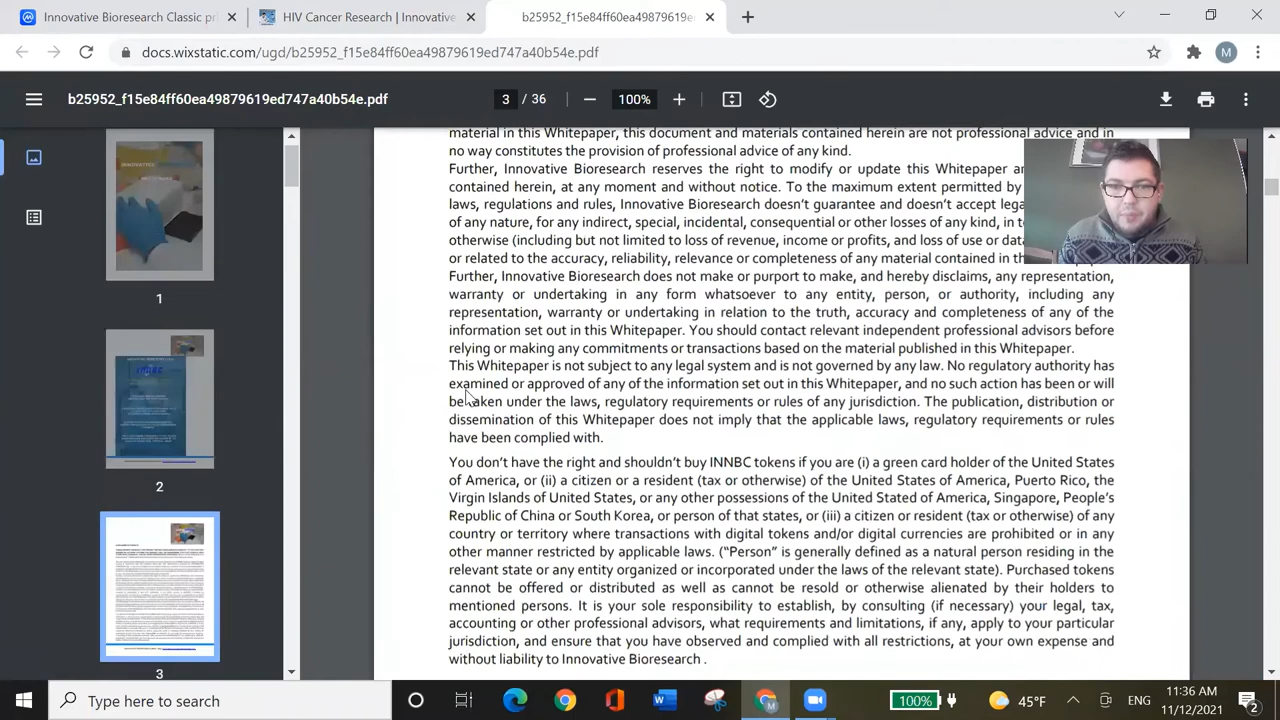 Innovative Bioresearch Classic pri
HIV Cancer Research | Innovative
b25952_f15e84ff60ea49879619ed
docs.wixstatic.com/ugd/b25952_f15e84ff60ea49879619ed747a40b54e.pdf
M
b25952_f15e84ff60ea49879619ed747a40b54e.pdf
3 / 36
100%
material in this Whitepaper, this document and materials contained herein are not professional advice and in
no way constitutes the provision of professional advice of any kind.
Further, Innovative Bioresearch reserves the right to modify or update this Whitepaper
contained herein, at any moment and without notice. To the maximum extent permitted by
laws, regulations and rules, Innovative Bioresearch doesn't guarantee and doesn't accept
of any nature, for any indirect, special, incidental, consequential or other losses of any kind, in
otherwise (including but not limited to loss of revenue, income or profits, and loss of use or
or related to the accuracy, reliability, relevance or completeness of any material contained in
Further, Innovative Bioresearch does not make or purport to make, and hereby disclaims, any representation,
warranty or undertaking in any form whatsoever to any entity, person, or authority, including any
representation, warranty or undertaking in relation to the truth, accuracy and completeness of any of the
information set out in this Whitepaper. You should contact relevant independent professional advisors before
relying or making any commitments or transactions based on the material published in this Whitepaper.
This Whitepaper is not subject to any legal system and is not governed by any law. No regulatory authority has
examined or approved of any of the information set out in this Whitepaper, and no such action has been or will
be taken under the laws, regulatory requirements or rules of any jurisdiction. The publication, distribution or
dissemination of the Whitepaper does not imply that the applicable laws, regulatory requirements or rules
have been complied with.
You don't have the right and shouldn't buy INNBC tokens if you are (i) a green card holder of the United States
of America, or (ii) a citizen or a resident (tax or otherwise) of the United States of America, Puerto Rico, the
Virgin Islands of United States, or any other possessions of the United Stated of America, Singapore, People's
Republic of China or South Korea, or person of that states, or (iii) a citizen or resident (tax or otherwise) of any
country or territory where transactions with digital tokens and/or digital currencies are prohibited or in any
other manner restricted by applicable laws. ("Person" is generally defined as a natural person residing in the
relevant state or any entity organized or incorporated under the laws of the relevant state). Purchased tokens
cannot be offered or distributed as well as cannot be resold or otherwise alienated by their holders to
mentioned persons. It is your sole responsibility to establish, by consulting (if necessary) your legal, tax,
accounting or other professional advisors, what requirements and limitations, if any, apply to your particular
jurisdiction, and ensure that you have observed and complied with all restrictions, at your own expense and
without liability to Innovative Bioresearch .
1
INNBC
2
3
Type here to search
100%
45°F
ENG
11:36 AM
11/12/2021
2